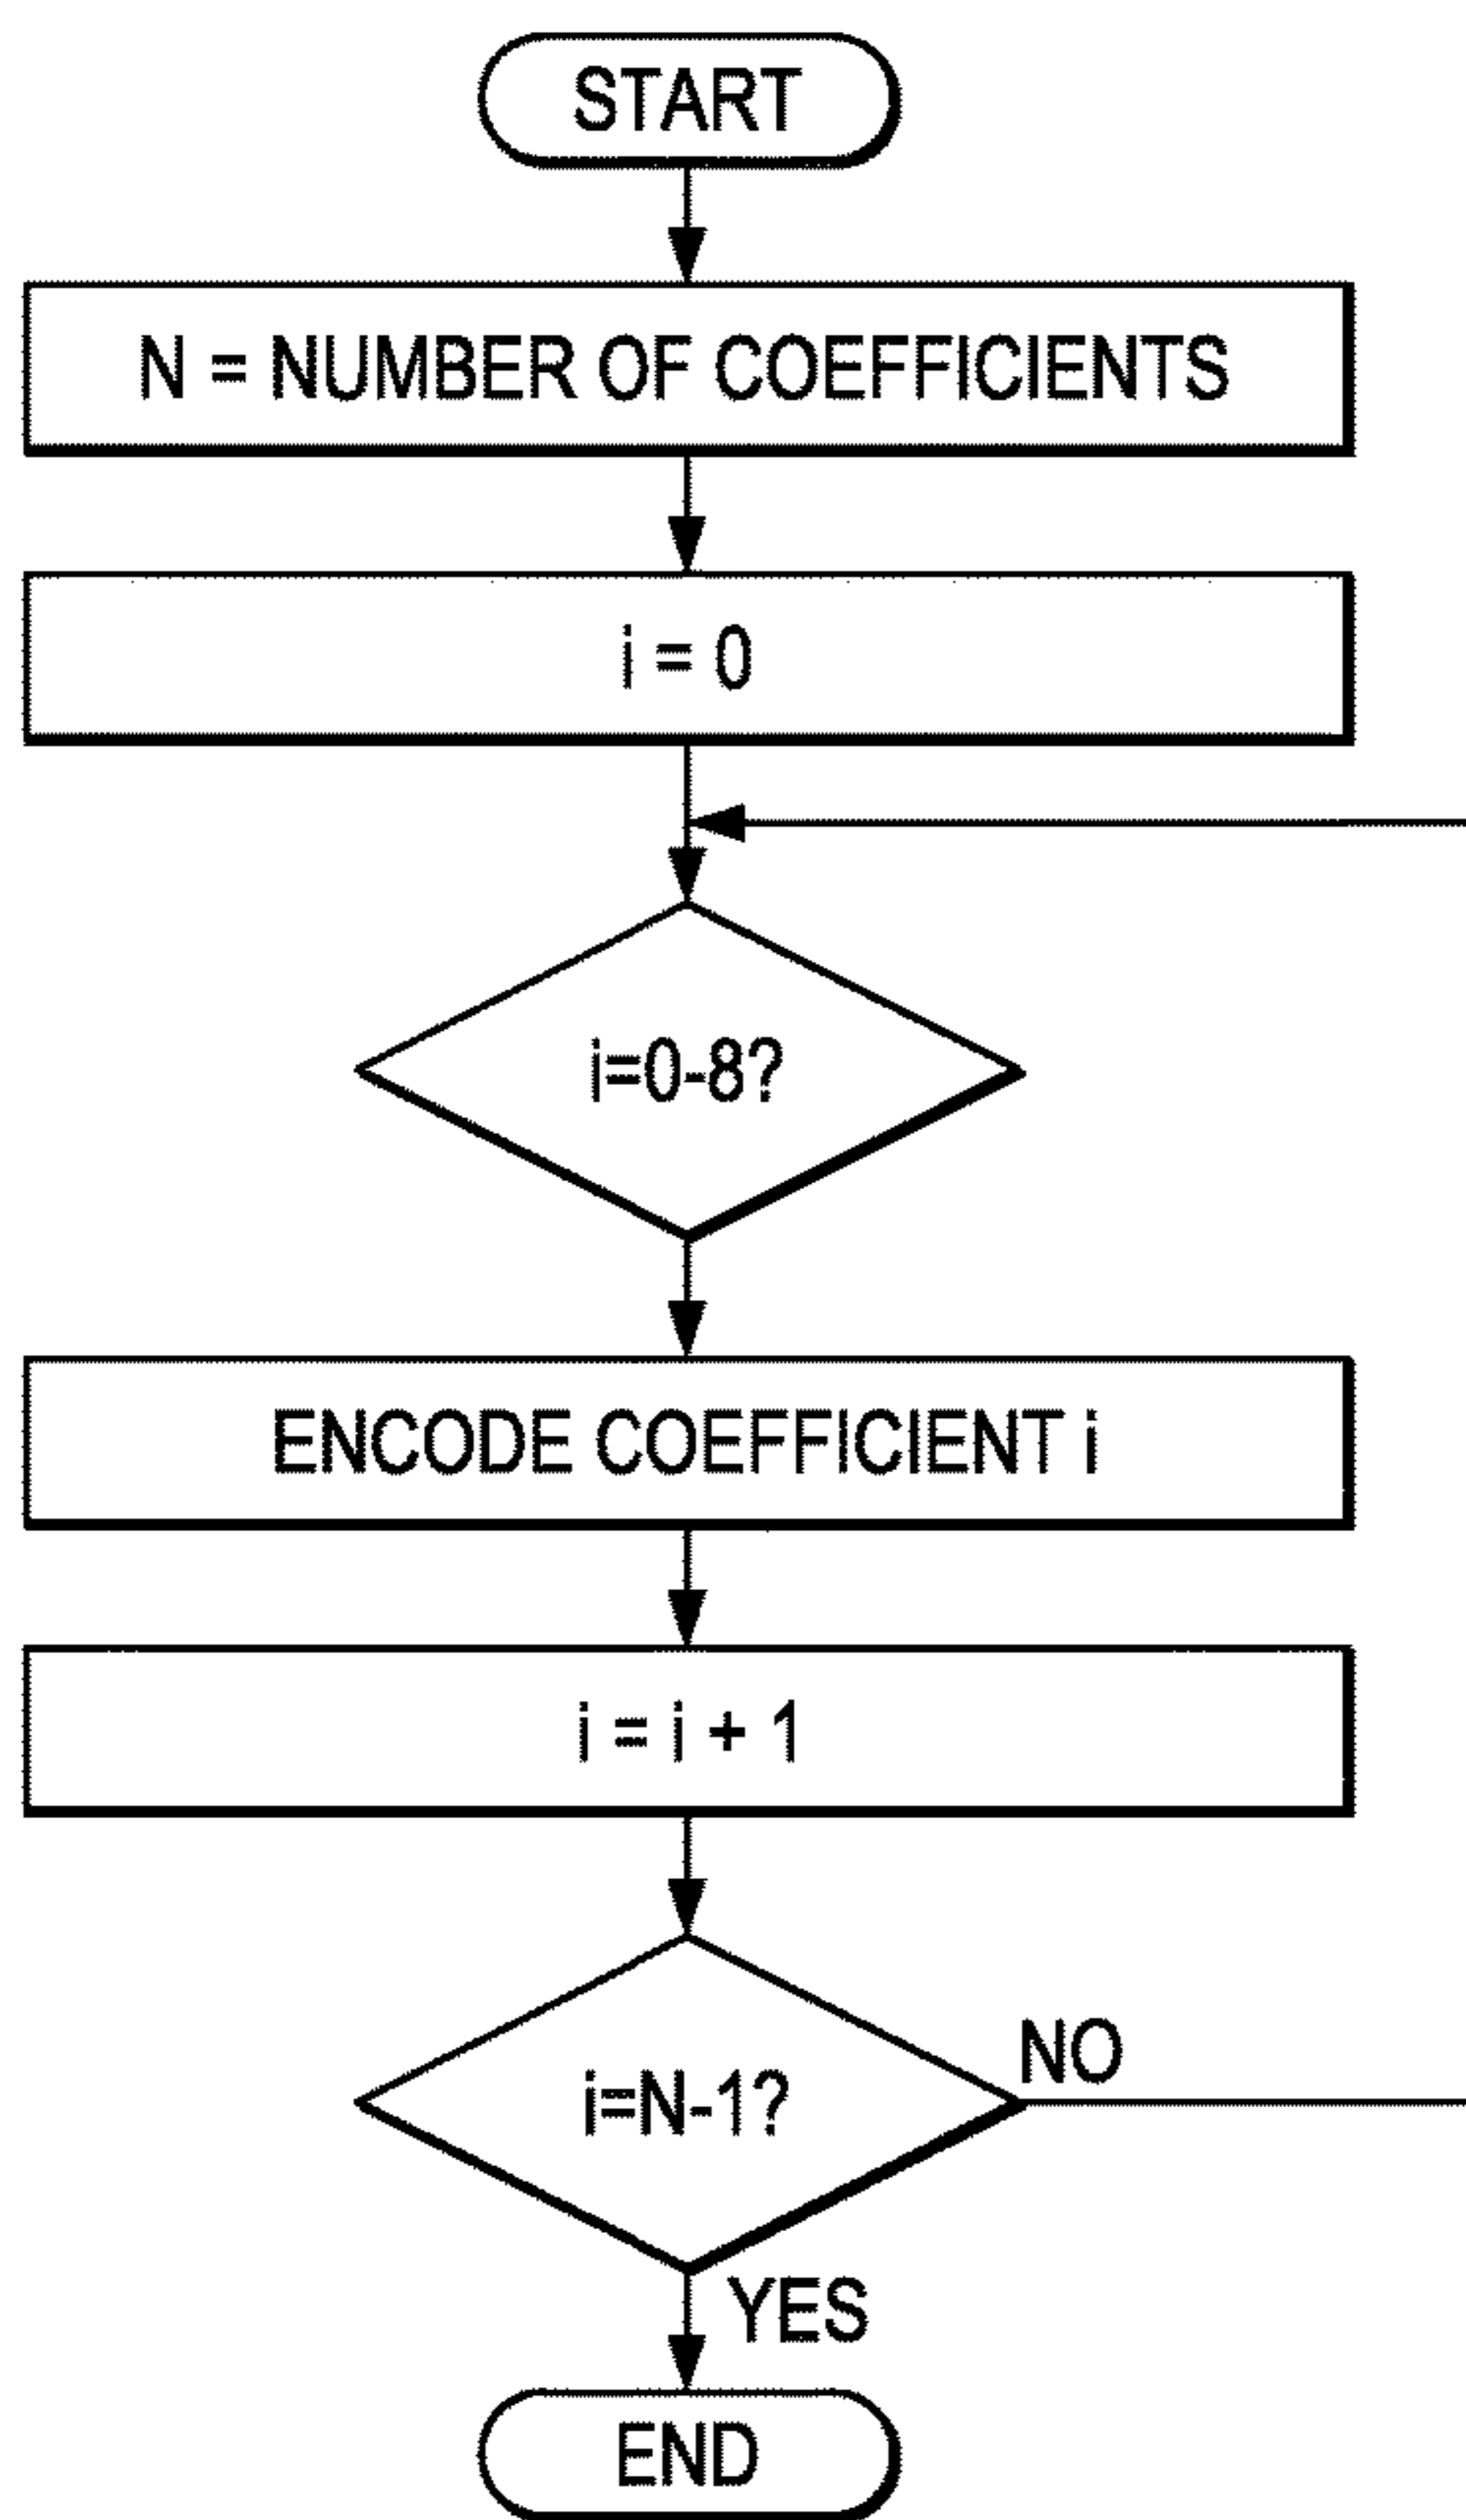 START
N = NUMBER OF COEFFICIENTS
i = 0
i=0-8?
ENCODE COEFFICIENT i
i = i + 1
i=N-1?
NO
YES
END